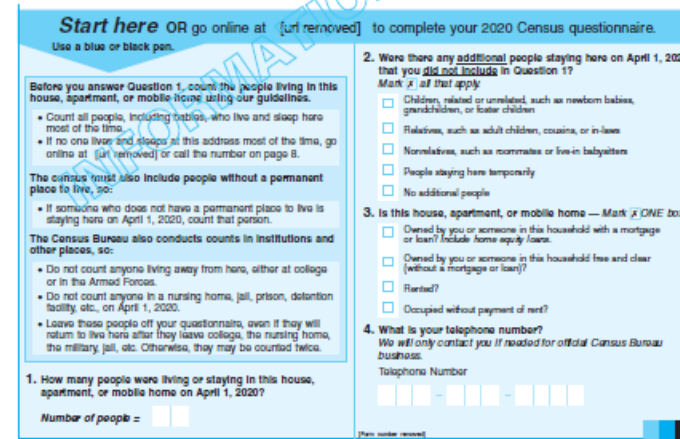 Start here OR go online at [url removed] to complete your 2020 Census questionnaire.
Use a blue or black pen.
Before you answer Question 1, count the people living in this
house, apartment, or mobile home using our guidelines.
• Count all people, including babies, who live and sleep here
most of the time.
• If no one lives and sleeps at this address most of the time, go
online at [url removed] or call the number on page 8.
The census must also include people without a permanent
place to live, so:
• If someone who does not have a permanent place to live is
staying here on April 1, 2020, count that person.
The Census Bureau also conducts counts in institutions and
other places, so:
• Do not count anyone living away from here, either at college
or in the Armed Forces.
• Do not count anyone in a nursing home, jail, prison, detention
facility, etc., on April 1, 2020.
• Leave these people off your questionnaire, even if they will
return to live here after they leave college, the nursing home,
the military, jail, etc. Otherwise, they may be counted twice.
1. How many people were living or staying in this house,
apartment, or mobile home on April 1, 2020?
Number of people =
2. Were there any additional people staying here on April 1, 202
that you did not include in Question 1?
Mark x all that apply.
Children, related or unrelated, such as newborn babies,
grandchildren, or foster children
Relatives, such as adult children, cousins, or in-laws
Nonrelatives, such as roommates or live-in babysitters
People staying here temporarily
No additional people
3. Is this house, apartment, or mobile home — Mark x ONE bo
Owned by you or someone in this household with a mortgage
or loan? Include home equity loans.
Owned by you or someone in this household free and clear
(without a mortgage or loan)?
Rented?
Occupied without payment of rent?
4. What is your telephone number?
We will only contact you if needed for official Census Bureau
business.
Telephone Number
– –
[Form number removed]
INFORMATIO